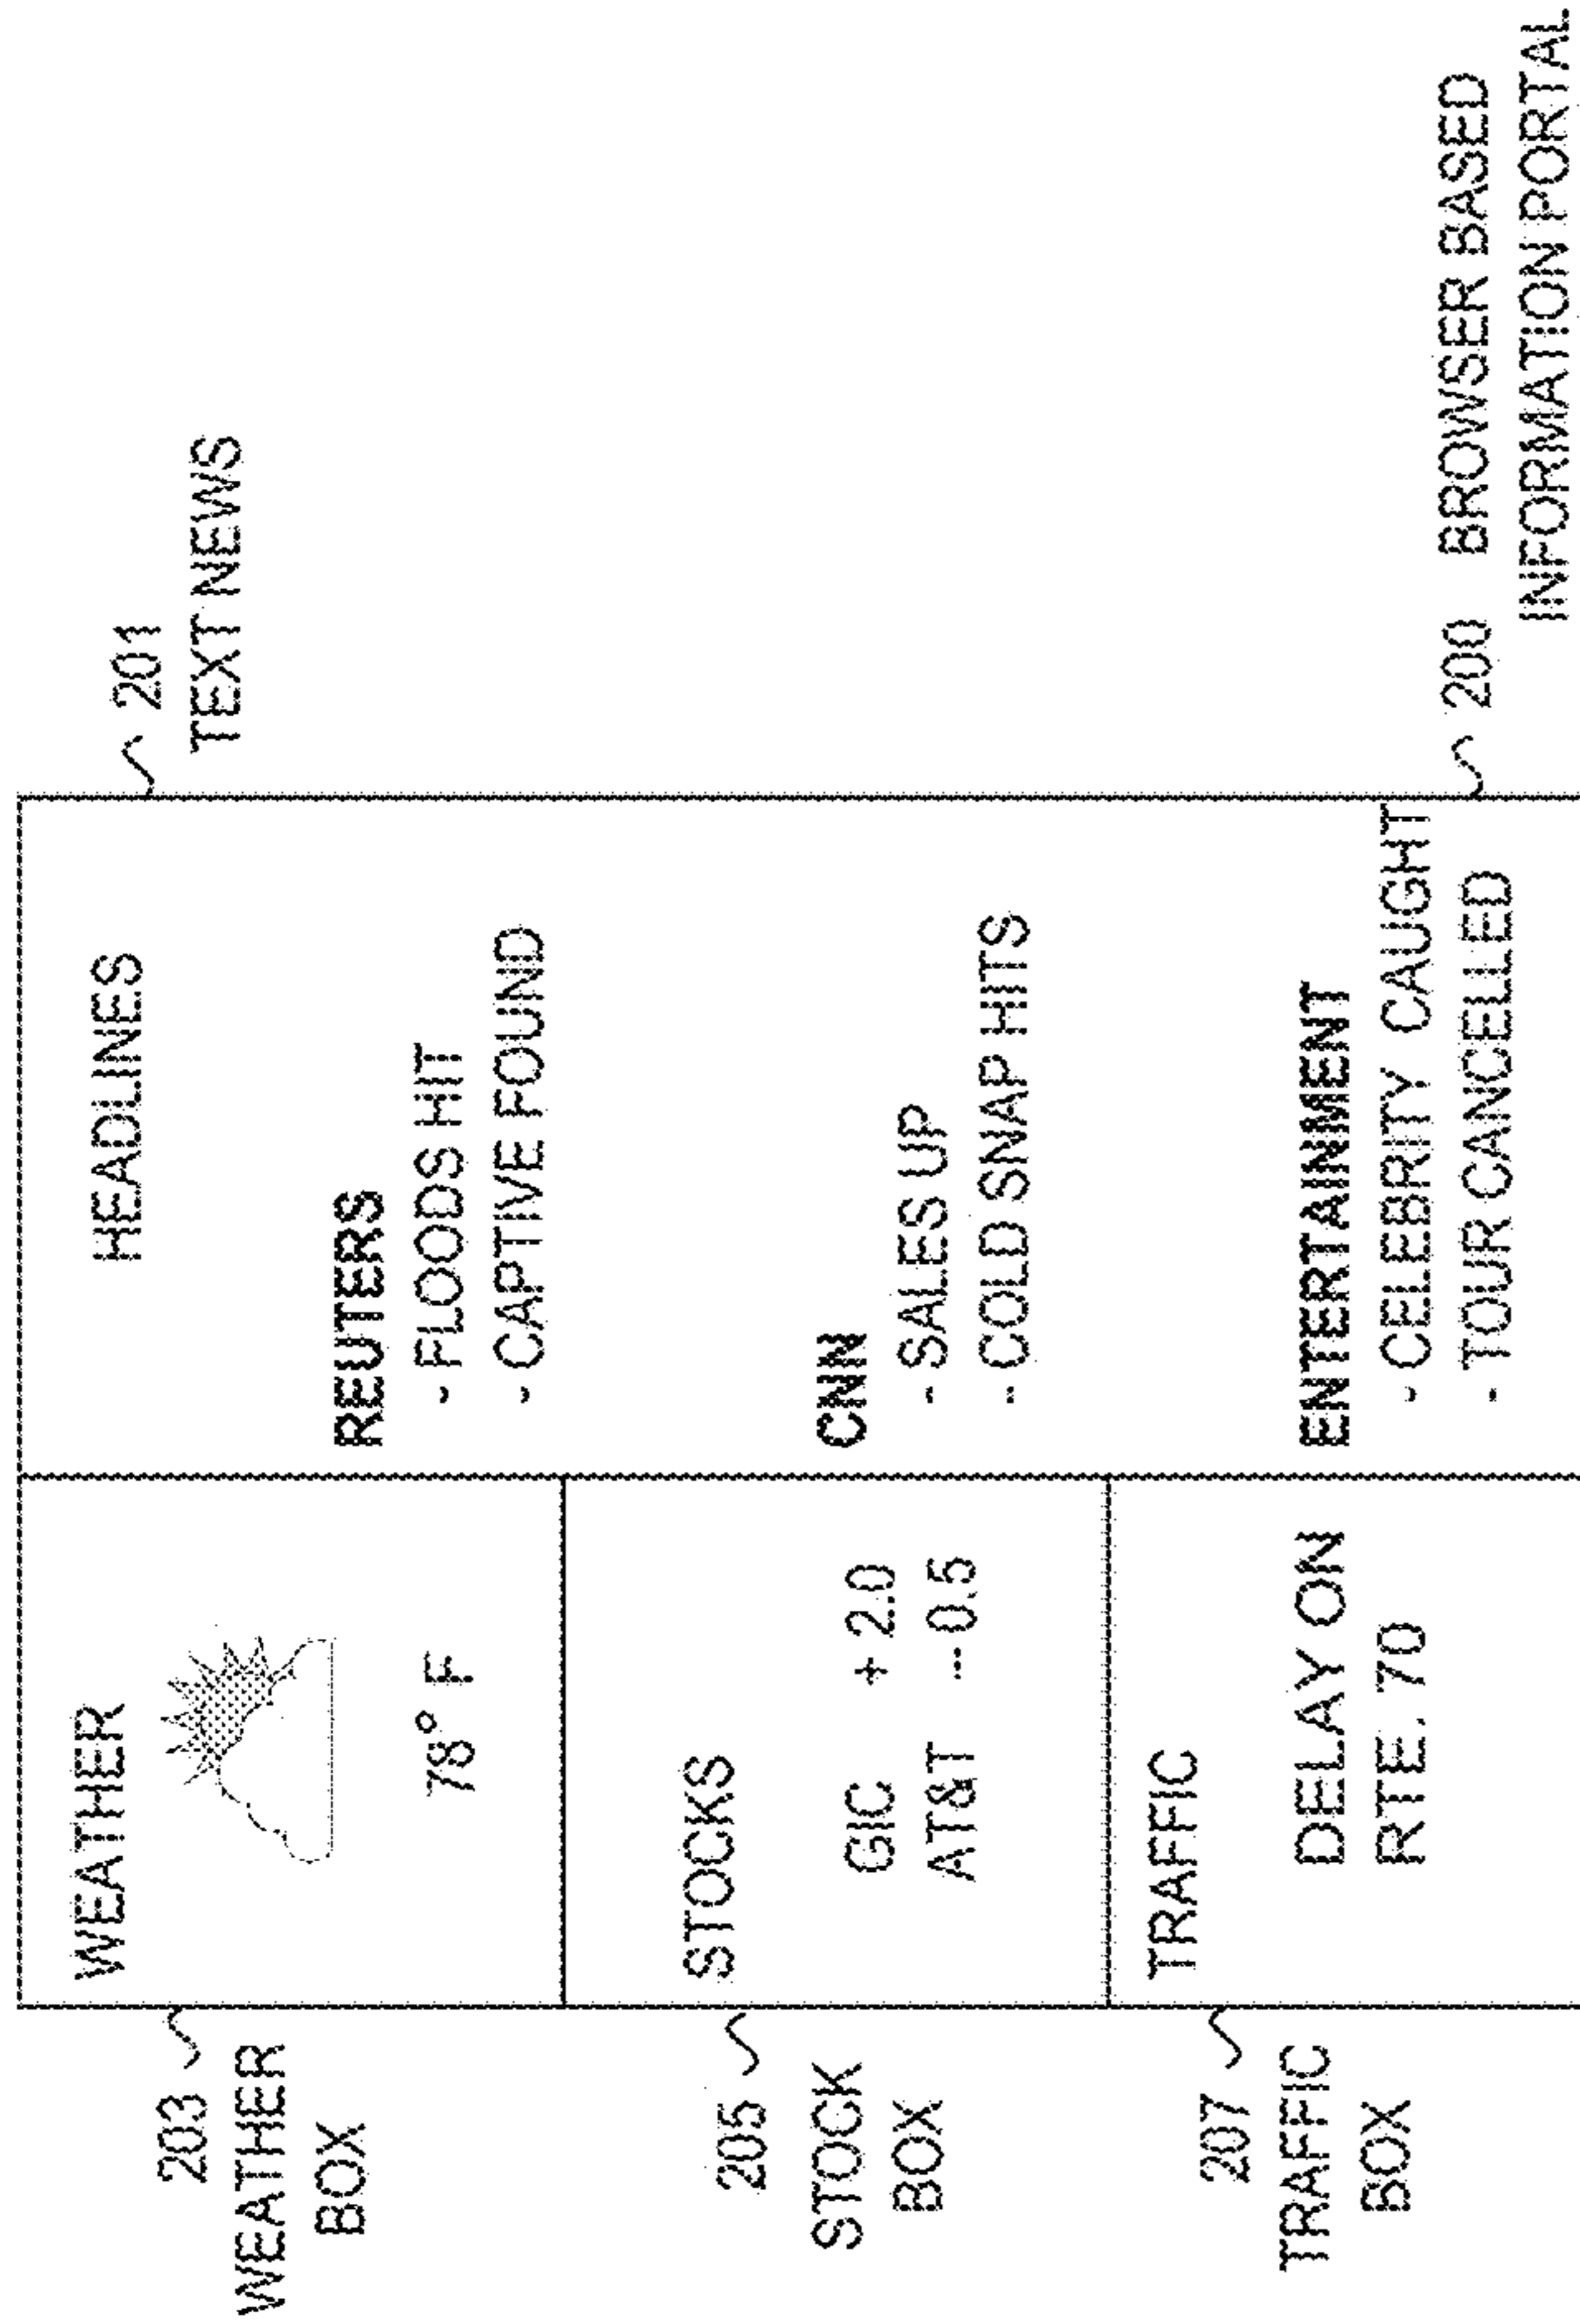 203
WEATHER
BOX
205
STOCK
BOX
207
TRAFFIC
BOX
WEATHER
78° F
STOCKS
GIC + 2.0
AT&T -- 0.5
TRAFFIC
DELAY ON
RTE. 70
HEADLINES
REUTERS
- FLOODS HIT
- CAPTIVE FOUND
CNN
- SALES UP
- COLD SNAP HITS
ENTERTAINMENT
- CELEBRITY CAUGHT
- TOUR CANCELLED
201
TEXT NEWS
200 BROWSER BASED
INFORMATION PORTAL